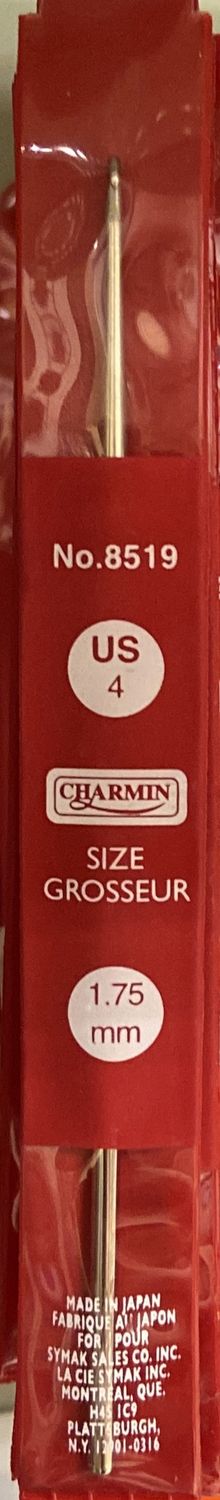 No.8519
US
4
CHARMIN
SIZE
GROSSEUR
1.75
mm
MADE IN JAPAN
FABRIQUE AU JAPON
FOR / POUR
SYMAK SALES CO. INC.
LA CIE SYMAK INC.
MONTREAL, QUE.
H4S 1C9
PLATTSBURGH,
N.Y. 12901-0316